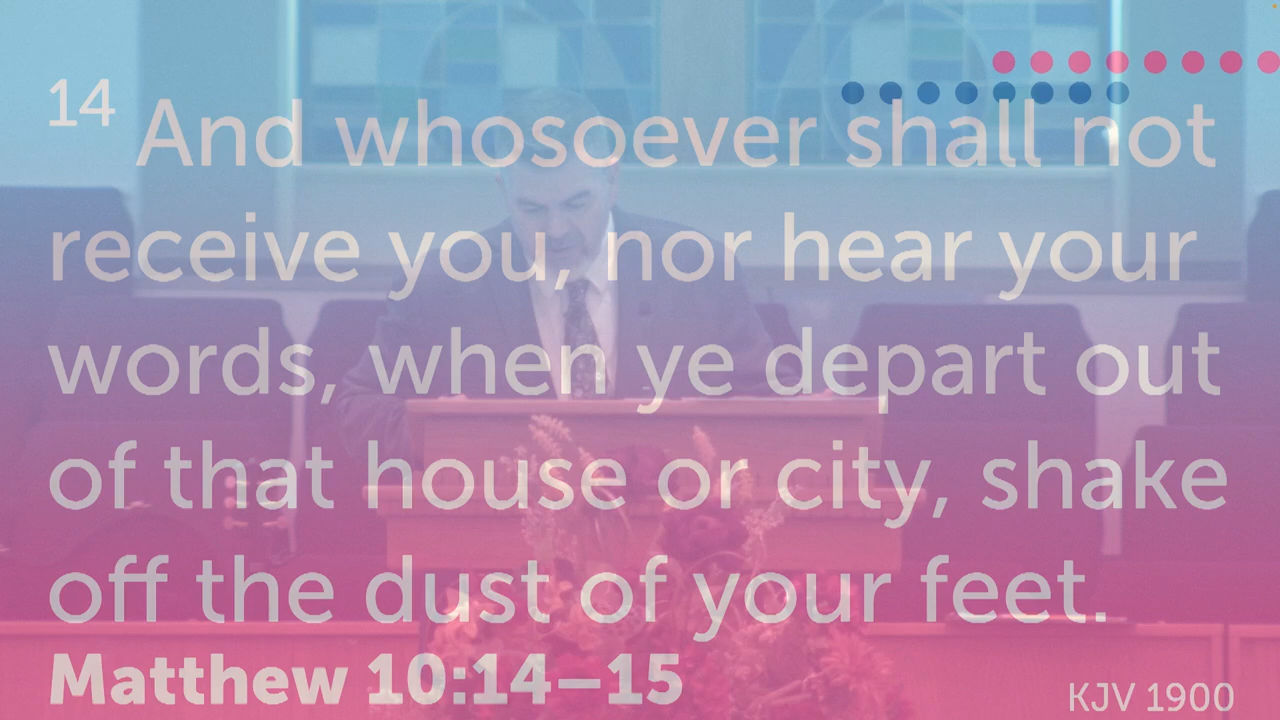 14 And whosoever shall not
receive you, nor hear your
words, when ye depart out
of that house or city, shake
off the dust of your feet.
Matthew 10:14–15
KJV 1900